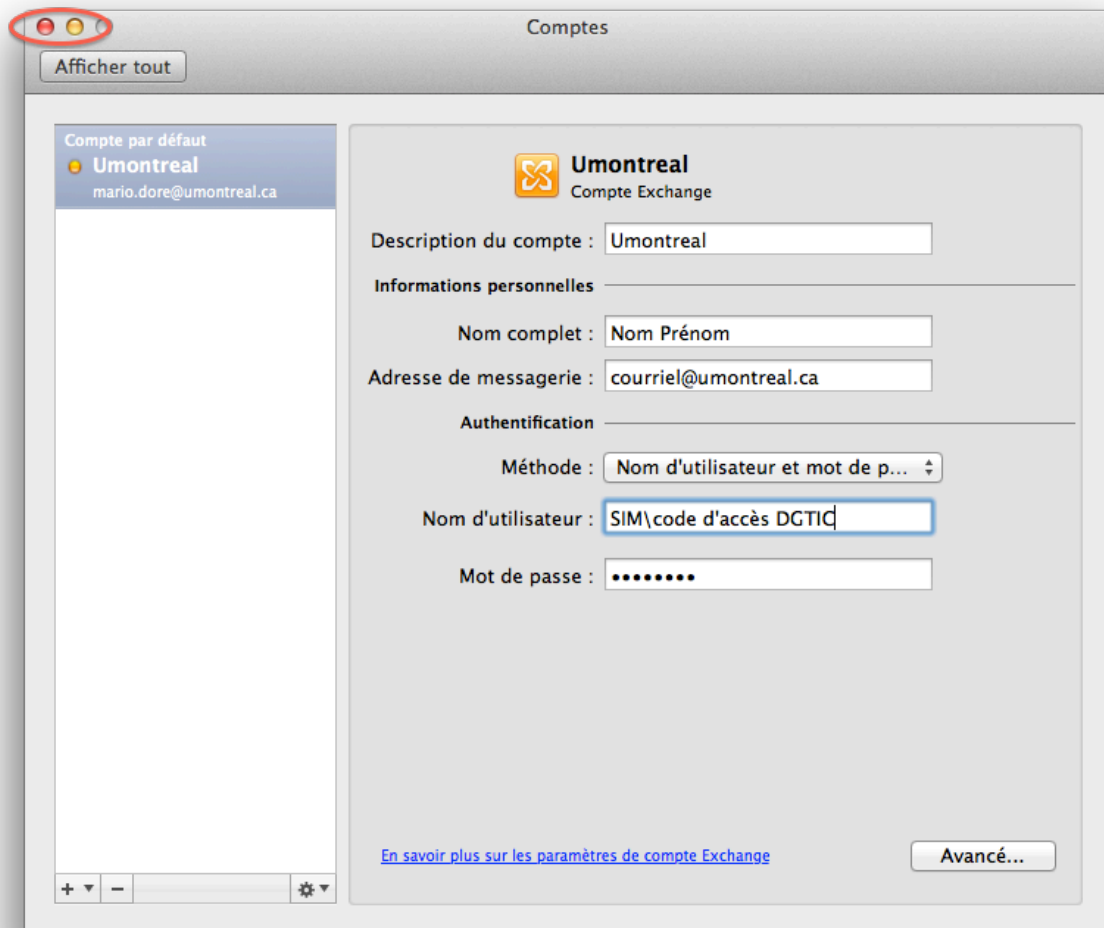 Comptes
Afficher tout
Compte par défaut
Umontreal
mario.dore@umontreal.ca
Umontreal
Compte Exchange
Description du compte : Umontreal
Informations personnelles
Nom complet : Nom Prénom
Adresse de messagerie : courriel@umontreal.ca
Authentification
Méthode : Nom d'utilisateur et mot de p...
Nom d'utilisateur : SIM\code d'accès DGTIC
Mot de passe : ••••••••
En savoir plus sur les paramètres de compte Exchange
Avancé...